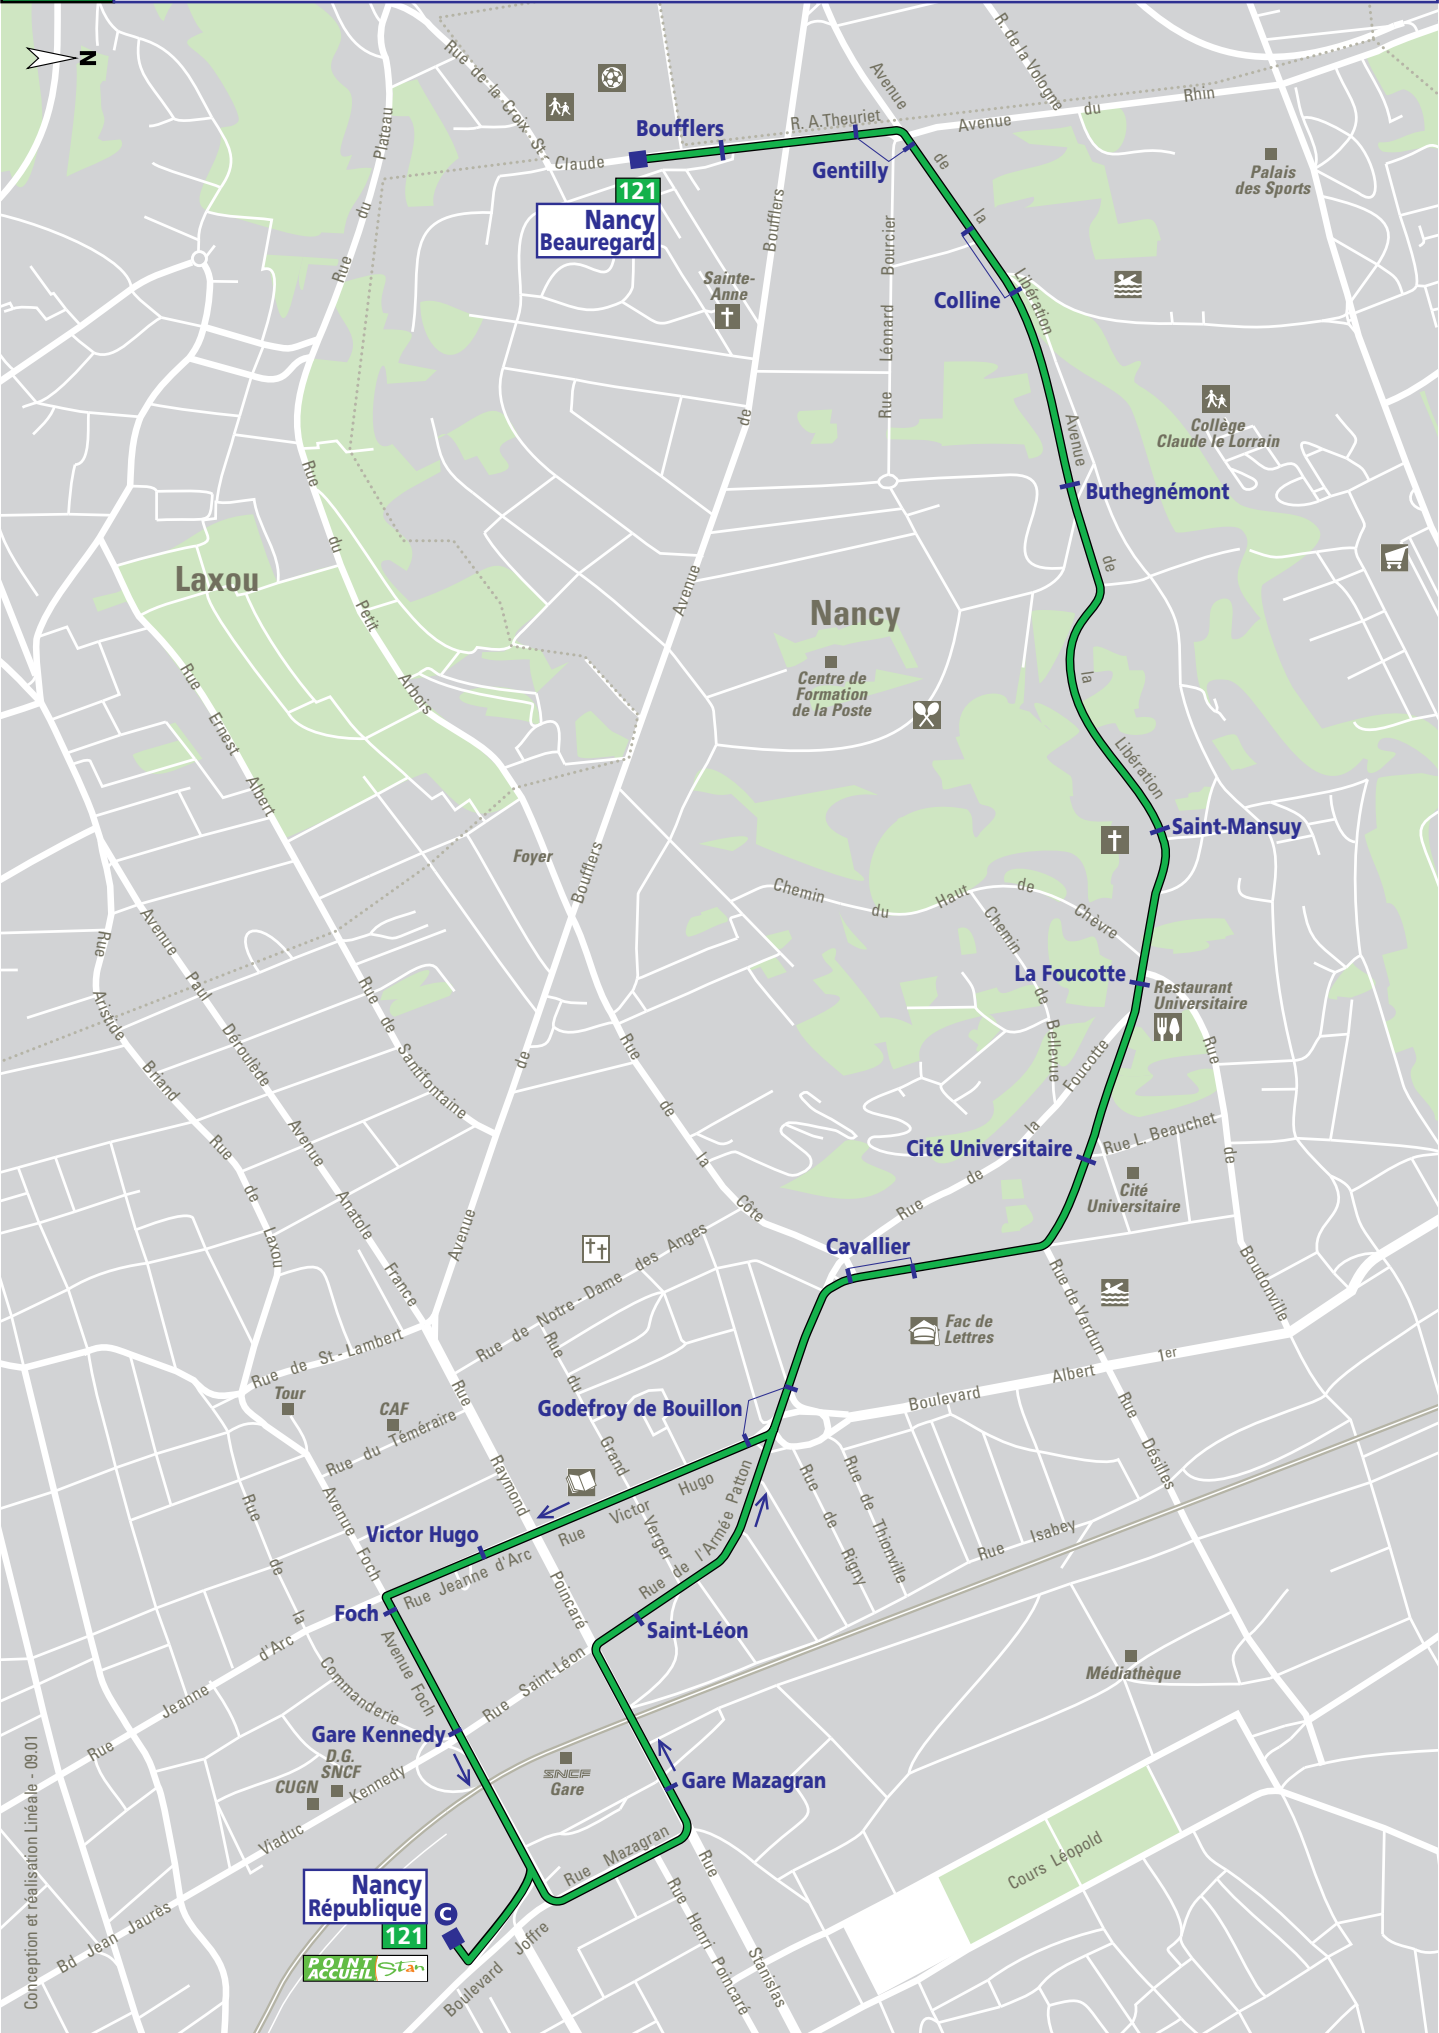 N
Rue de la Croix St- Claude
Plateau
du
Rue
Boufflers
R. A.Theuriet
Avenue
R. de la Vologne
Avenue
du
Rhin
Gentilly
de
la
Libération
121
Nancy
Beauregard
Boufflers
de
Avenue
Bourcier
Léonard
Rue
Sainte-
Anne
Colline
Palais
des Sports
Collège
Claude le Lorrain
Avenue
Buthegnémont
de
la
Libération
Rue
du
Petit
Arbois
Laxou
Nancy
Centre de
Formation
de la Poste
Rue
Ernest
Albert
Saint-Mansuy
Foyer
Boufflers
de
Avenue
Chemin
du
Haut
de
Chèvre
Chemin
de
Bellevue
La Foucotte
Restaurant
Universitaire
Avenue
Paul
Déroulède
Rue
Aristide
Briand
Rue
de
Santifontaine
Rue
de
la
Côte
Rue
de
la
Foucotte
Rue
de
Boudonville
Rue L. Beauchet
Cité Universitaire
Cité
Universitaire
Avenue
Anatole
France
Rue
de
Laxou
Cavallier
Rue de Notre-Dame des Anges
Rue de Verdun
Fac de
Lettres
Rue de St-Lambert
Tour
CAF
Rue du Téméraire
Rue
du
Grand
Verger
Godefroy de Bouillon
Boulevard
Albert
1er
Rue
Désilles
Rue
Raymond
Poincaré
Rue
Victor
Hugo
Rue de l'Armée Patton
Rue
de
Rigny
Rue de Thionville
Rue
Isabey
Avenue
Foch
Rue
de
la
Commanderie
Victor Hugo
Rue Jeanne d'Arc
Foch
Saint-Léon
Avenue Foch
Rue
Jeanne
d'Arc
Rue Saint-Léon
Médiathèque
Gare Kennedy
D.G.
SNCF
CUGN
Viaduc
Kennedy
SNCF
Gare
Gare Mazagran
Rue Mazagran
Rue
Stanislas
Rue Henri Poincaré
Cours Léopold
Nancy
République
C
121
POINT
ACCUEIL
Stan
Boulevard
Joffre
Bd Jean Jaurès
Conception et réalisation Linéale - 09.01